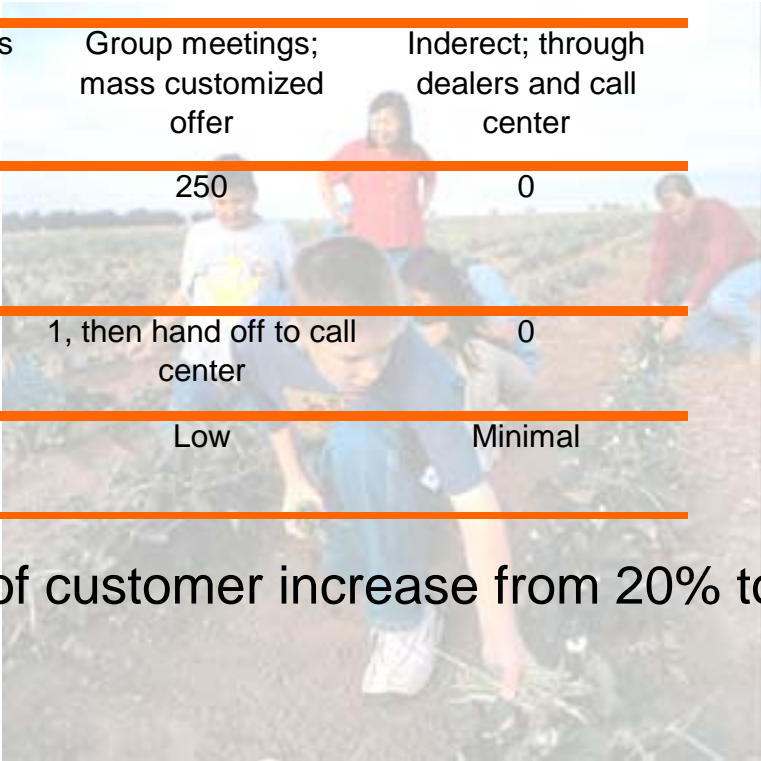 s
Group meetings;
mass customized
offer
Inderect; through
dealers and call
center
250
0
1, then hand off to call
center
0
Low
Minimal
of customer increase from 20% to